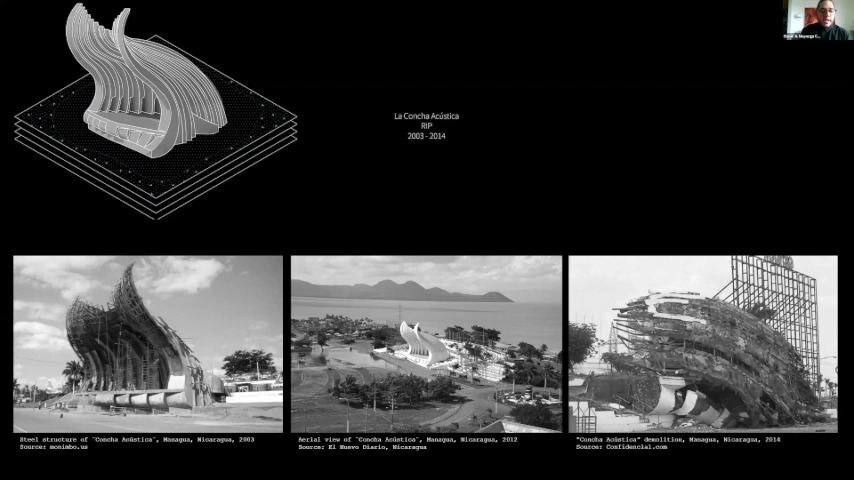 La Concha Acústica
RIP
2003 - 2014
Steel structure of "Concha Acústica", Managua, Nicaragua, 2003
Source: monimbo.us
Aerial view of "Concha Acústica", Managua, Nicaragua, 2012
Source: El Nuevo Diario, Nicaragua
"Concha Acústica" demolition, Managua, Nicaragua, 2014
Source: Confidencial.com